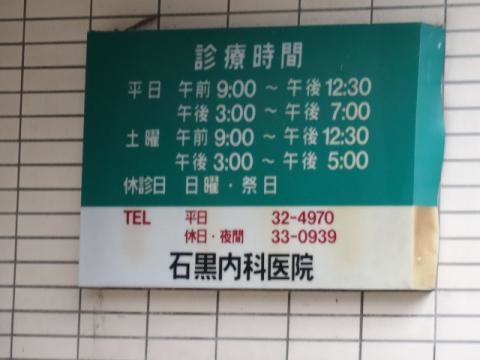 診療時間
平日 午前 9:00 ～ 午後 12:30
午後 3:00 ～ 午後 7:00
土曜 午前 9:00 ～ 午後 12:30
午後 3:00 ～ 午後 5:00
休診日 日曜・祭日
TEL 平日 32-4970
休日・夜間 33-0939
石黒内科医院